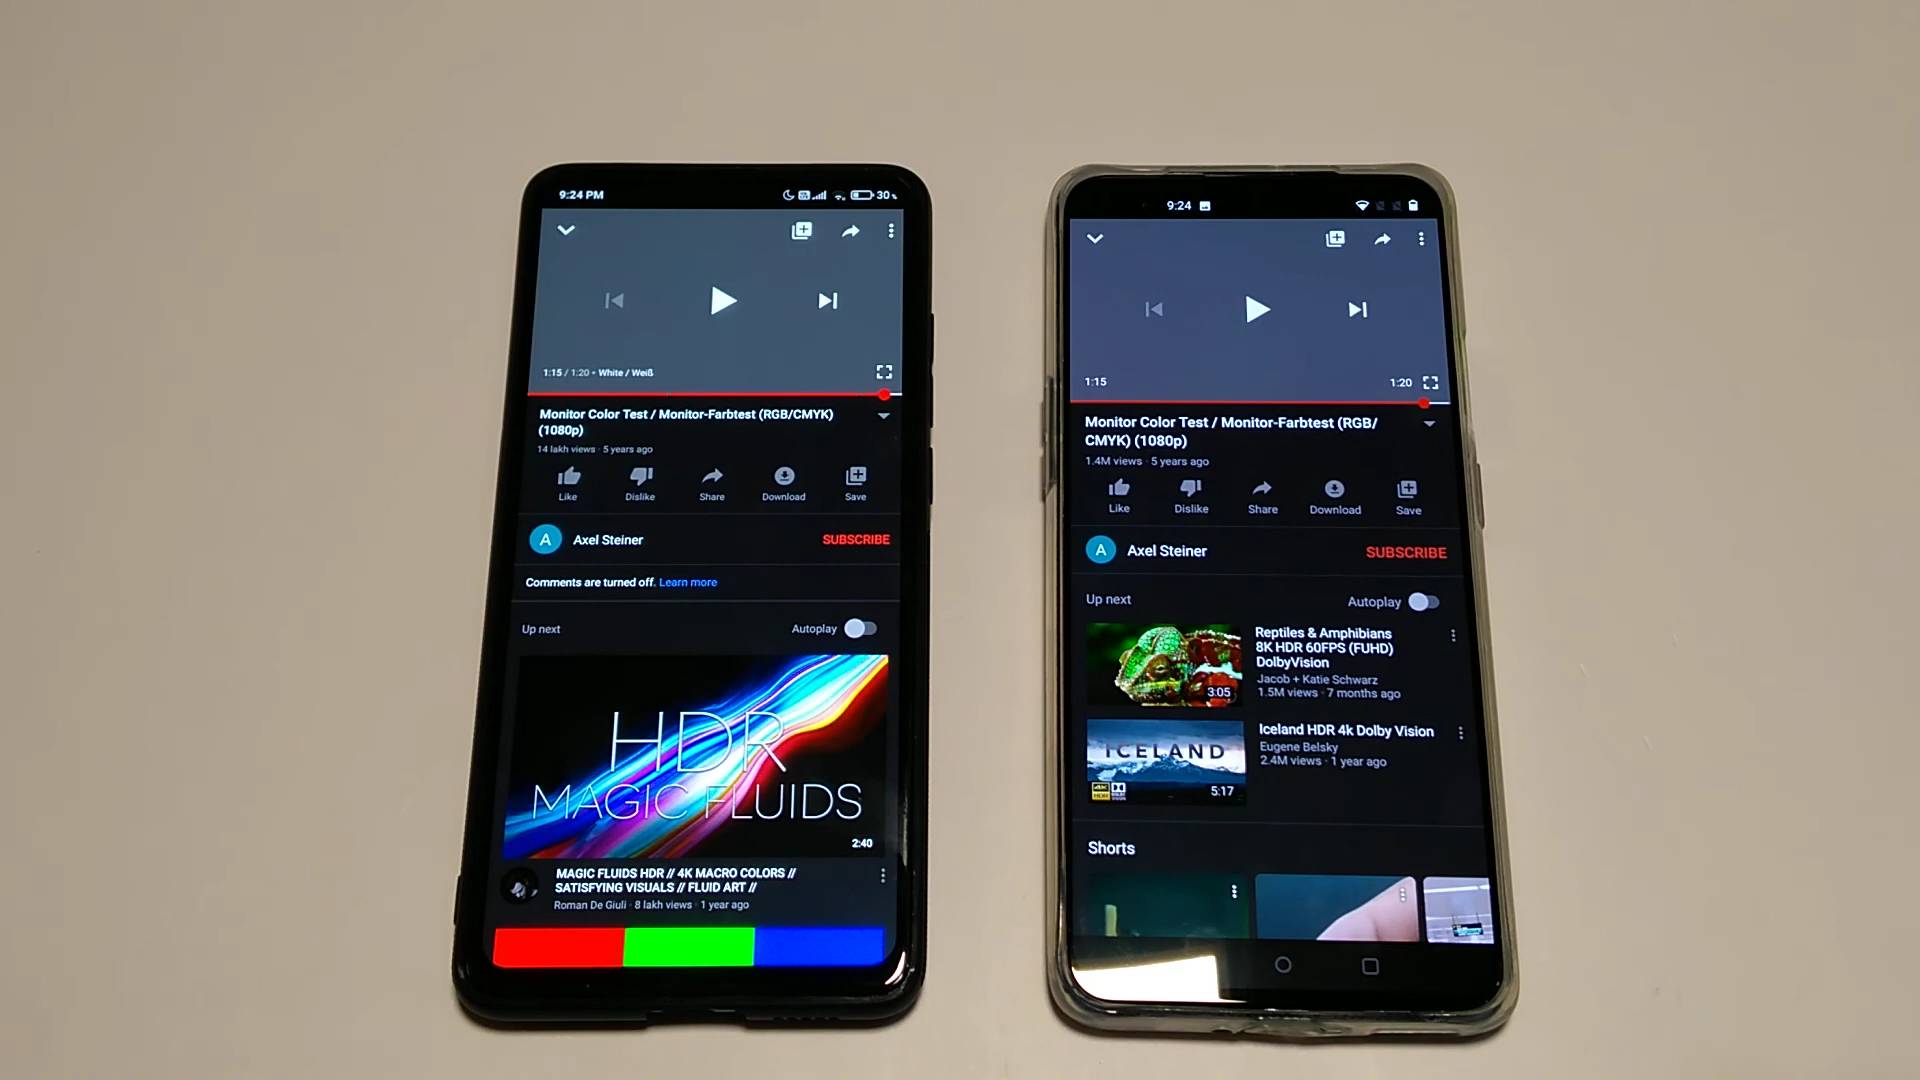 9:24 PM
30
1:15 / 1:20 • White / Weiß
Monitor Color Test / Monitor-Farbtest (RGB/CMYK)
(1080p)
14 lakh views · 5 years ago
Like
Dislike
Share
Download
Save
A
Axel Steiner
SUBSCRIBE
Comments are turned off. Learn more
Up next
Autoplay
HDR
MAGIC FLUIDS
2:40
MAGIC FLUIDS HDR // 4K MACRO COLORS //
SATISFYING VISUALS // FLUID ART //
Roman De Giuli · 8 lakh views · 1 year ago
9:24
1:15
1:20
Monitor Color Test / Monitor-Farbtest (RGB/
CMYK) (1080p)
1.4M views · 5 years ago
Like
Dislike
Share
Download
Save
A
Axel Steiner
SUBSCRIBE
Up next
Autoplay
3:05
Reptiles & Amphibians
8K HDR 60FPS (FUHD)
DolbyVision
Jacob + Katie Schwarz
1.5M views · 7 months ago
ICELAND
4K
HDR
5:17
Iceland HDR 4k Dolby Vision
Eugene Belsky
2.4M views · 1 year ago
Shorts